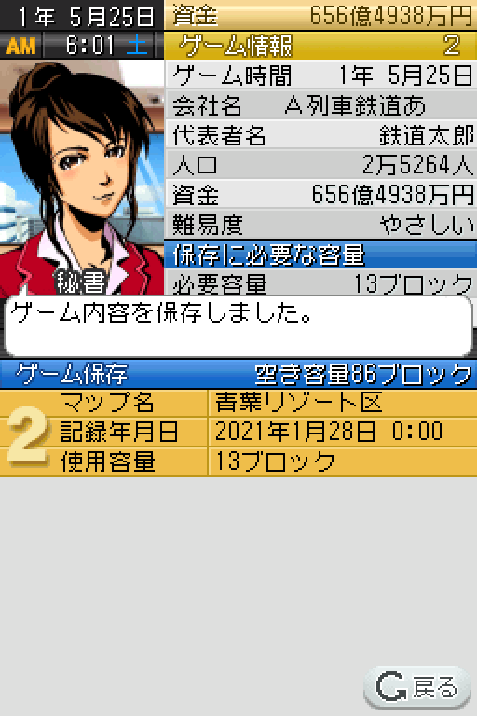 1年 5月25日
資金 656億4938万円
AM 6:01 土
ゲーム情報 2
ゲーム時間 1年 5月25日
会社名 A列車鉄道あ
代表者名 鉄道太郎
人口 2万5264人
資金 656億4938万円
難易度 やさしい
保存に必要な容量
秘書
必要容量 13ブロック
ゲーム内容を保存しました。
ゲーム保存 空き容量86ブロック
2
マップ名 青葉リゾート区
記録年月日 2021年1月28日 0:00
使用容量 13ブロック
戻る